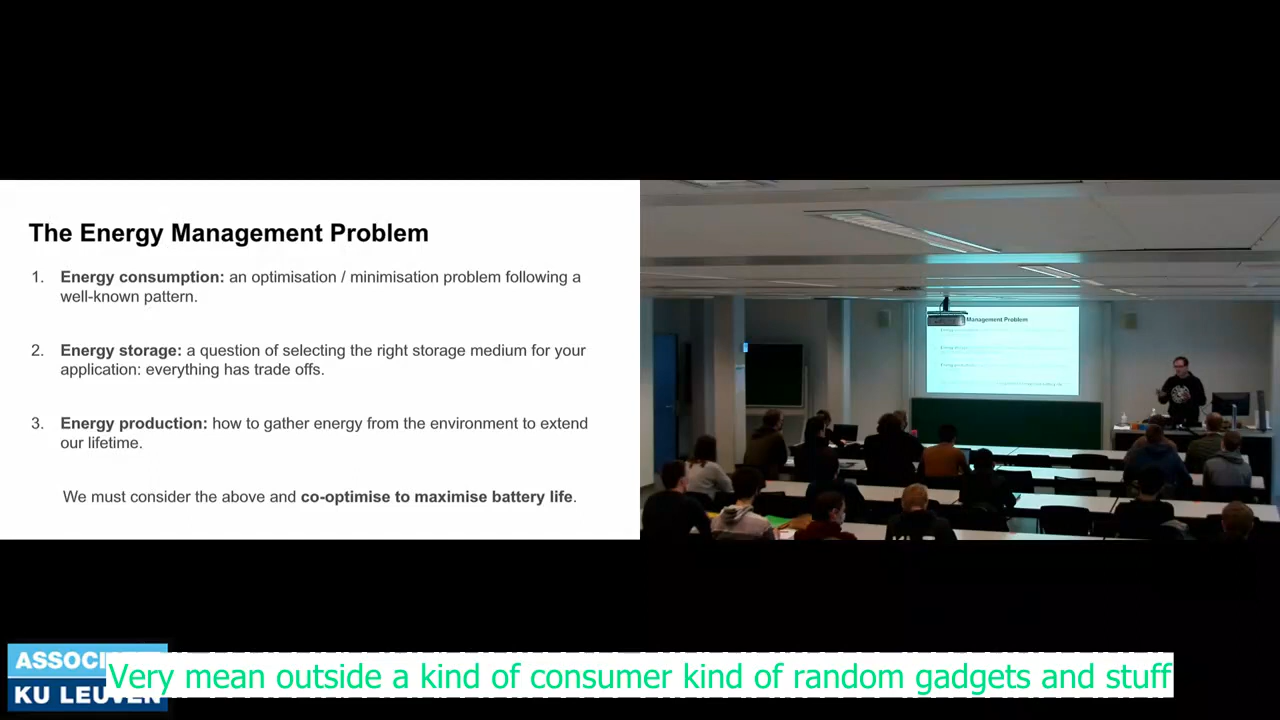 The Energy Management Problem
1. Energy consumption: an optimisation / minimisation problem following a
well-known pattern.
2. Energy storage: a question of selecting the right storage medium for your
application: everything has trade offs.
3. Energy production: how to gather energy from the environment to extend
our lifetime.
We must consider the above and co-optimise to maximise battery life.
Management Problem
ASSOCI
KU LEUVEN
Very mean outside a kind of consumer kind of random gadgets and stuff